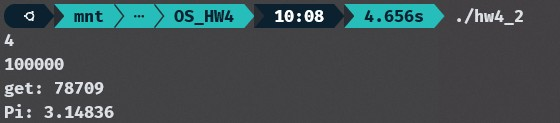 mnt ... OS_HW4 10:08 4.656s ./hw4_2
4
100000
get: 78709
Pi: 3.14836